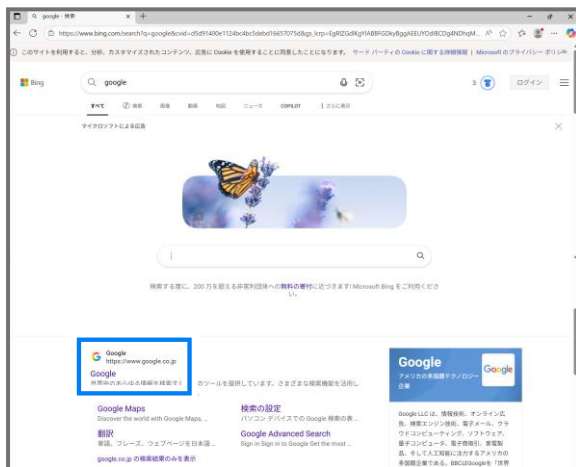 google - 検索
https://www.bing.com/search?q=google&cvid=d5d91400e1124bc4bc5debd16657075d&gs_lcrp=EgRlZGdlKgYIABBFGDkyBggAEEUYOdIBCDg4NDhqM...
このサイトを利用すると、分析、カスタマイズされたコンテンツ、広告に Cookie を使用することに同意したことになります。 サード パーティの Cookie に関する詳細情報 | Microsoft のプライバシー ポリシー
Bing
google
3
ログイン
すべて 検索 画像 動画 地図 ニュース COPILOT さらに表示
マイクロソフトによる広告
検索する度に、200 万を超える非営利団体への無料の寄付に近づきます! Microsoft Bing をご利用くださ
い。
Google
https://www.google.co.jp
Google
世界中のあらゆる情報を検索す
のツールを提供しています。さまざまな検索機能を活用し
Google Maps
Discover the world with Google Maps, ...
検索の設定
パソコン デバイスでの Google 検索の表 ...
翻訳
単語、フレーズ、ウェブページを日本語 ...
Google Advanced Search
Sign in Sign in to Google Get the most ...
google.co.jp の検索結果のみを表示
Google
アメリカの多国籍テクノロジー
企業
Google
Google LLC は、情報技術、オンライン広
告、検索エンジン技術、電子メール、クラ
ウドコンピューティング、ソフトウェア、
量子コンピュータ、電子商取引、家電製
品、そして人工知能に注力するアメリカの
多国籍企業である。BBCはGoogleを「世界